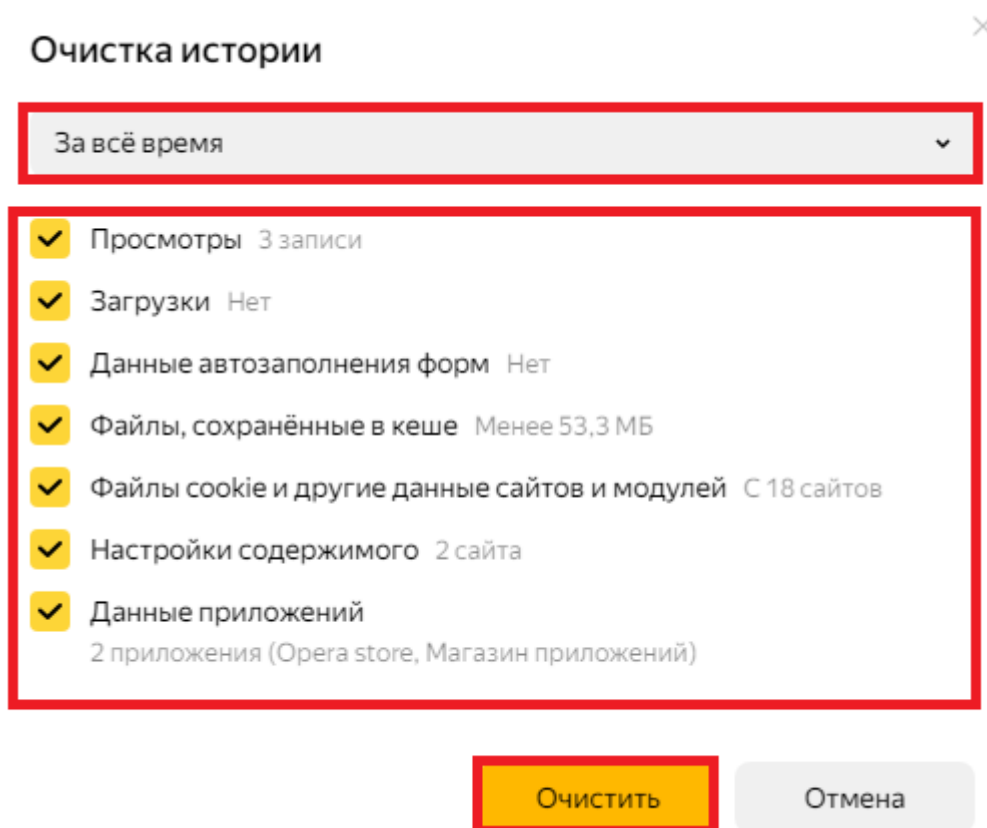 Очистка истории
За всё время
Просмотры 3 записи
Загрузки Нет
Данные автозаполнения форм Нет
Файлы, сохранённые в кеше Менее 53,3 МБ
Файлы cookie и другие данные сайтов и модулей С 18 сайтов
Настройки содержимого 2 сайта
Данные приложений
2 приложения (Opera store, Магазин приложений)
Очистить Отмена